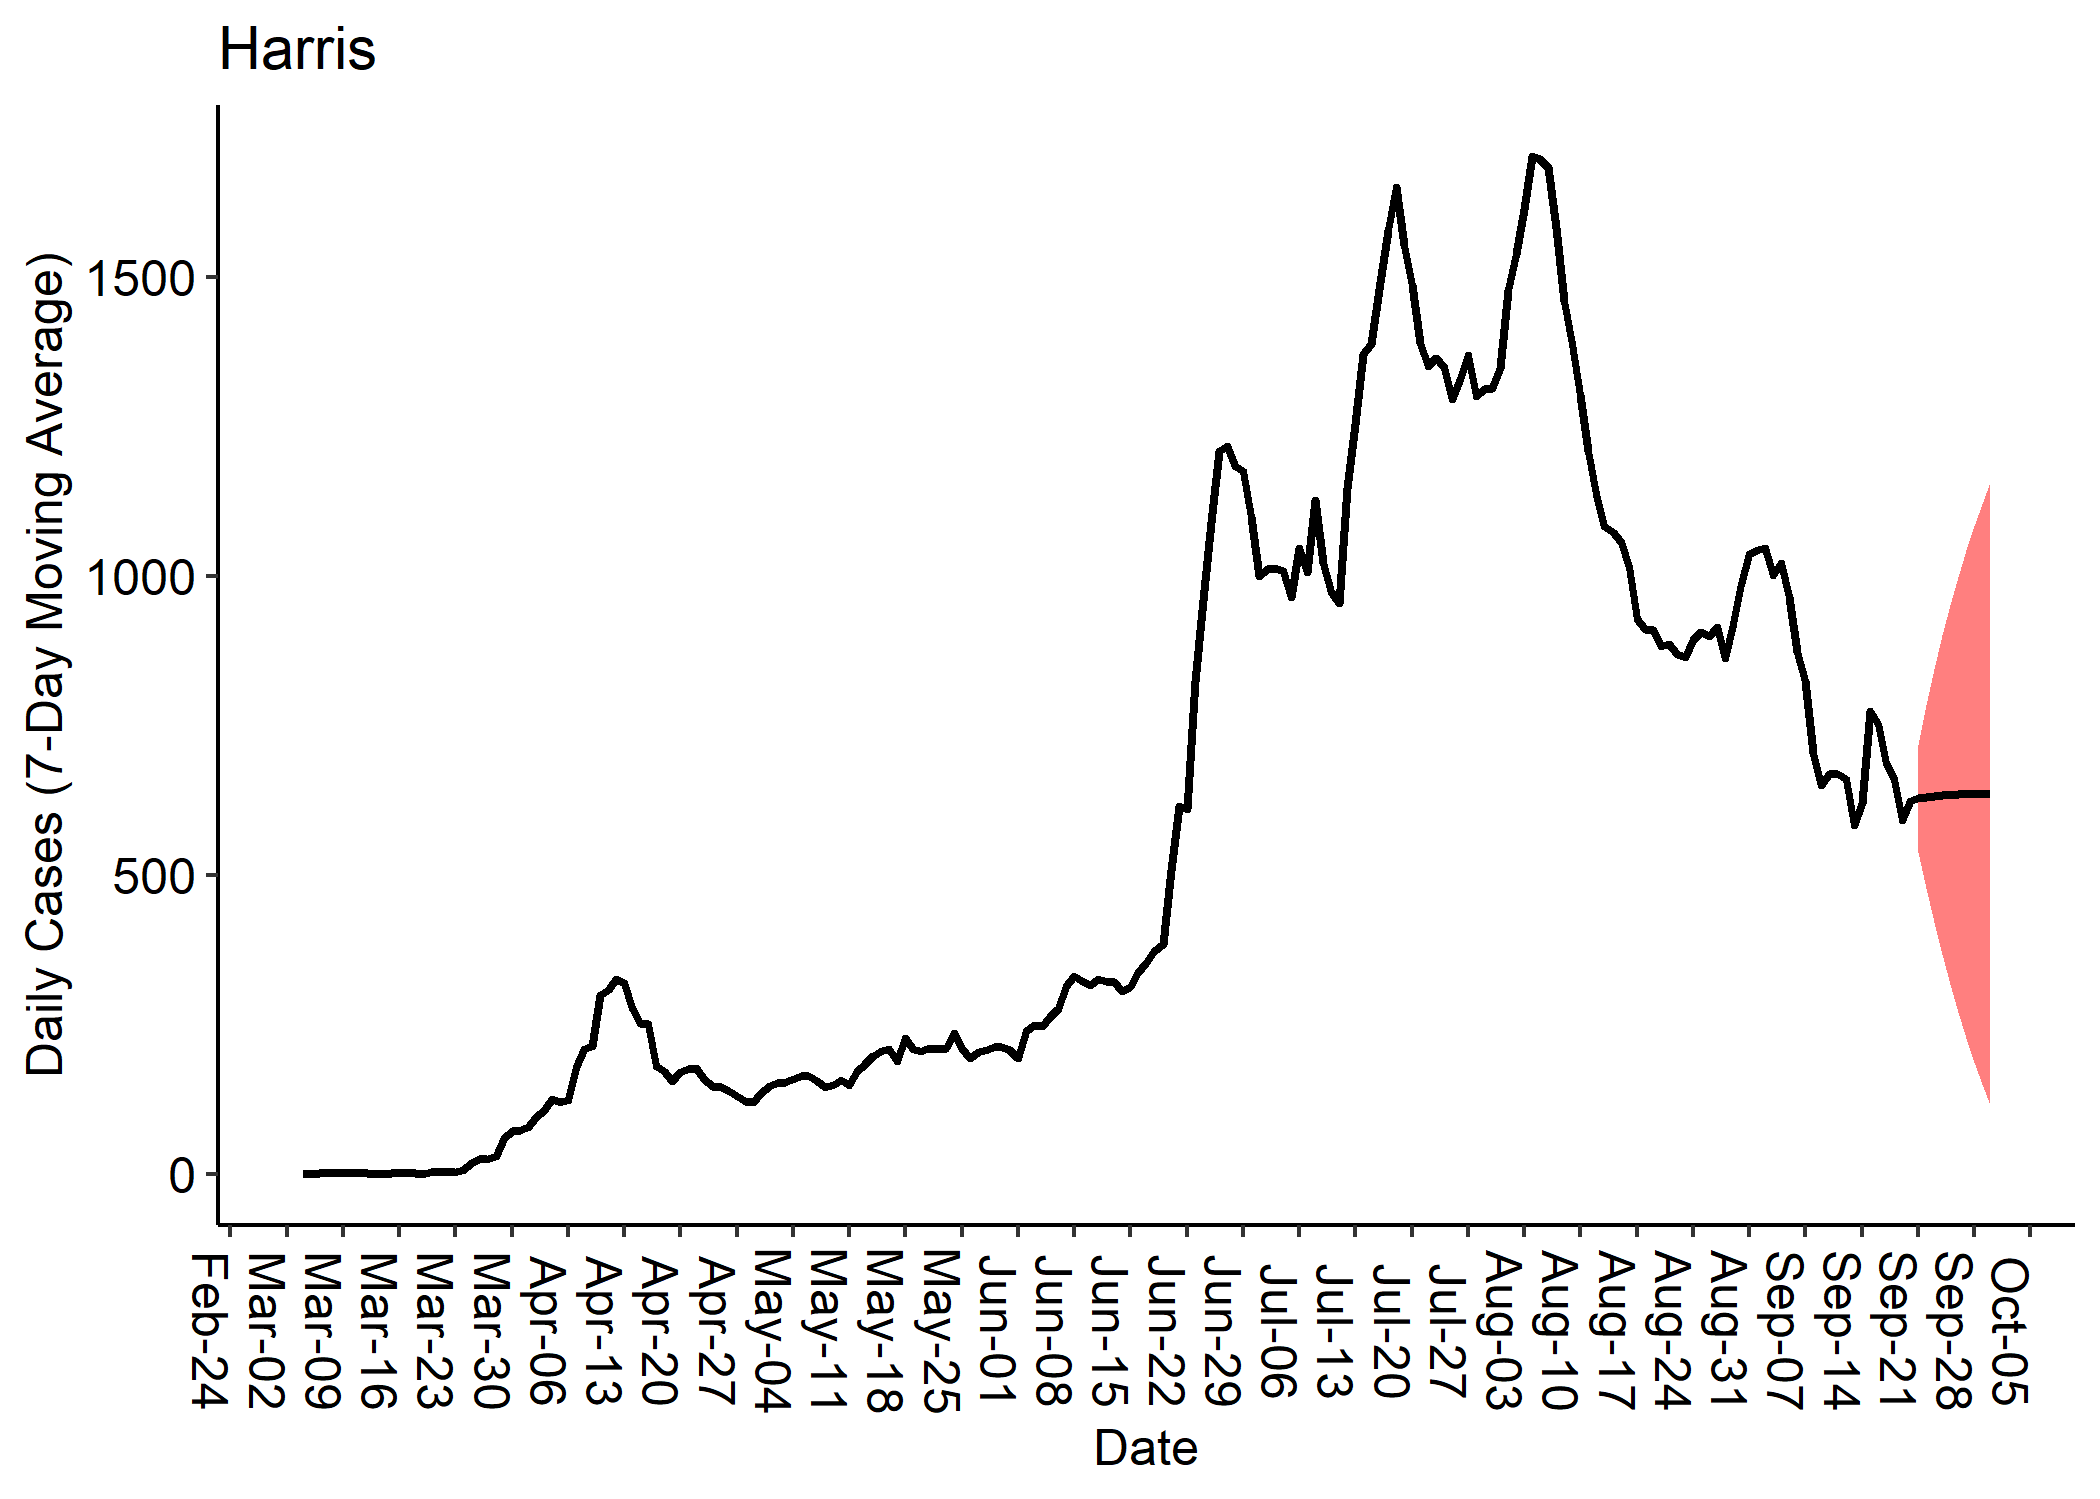 Harris
Daily Cases (7-Day Moving Average)
1500
1000
500
0
Feb-24
Mar-02
Mar-09
Mar-16
Mar-23
Mar-30
Apr-06
Apr-13
Apr-20
Apr-27
May-04
May-11
May-18
May-25
Jun-01
Jun-08
Jun-15
Jun-22
Jun-29
Jul-06
Jul-13
Jul-20
Jul-27
Aug-03
Aug-10
Aug-17
Aug-24
Aug-31
Sep-07
Sep-14
Sep-21
Sep-28
Oct-05
Date